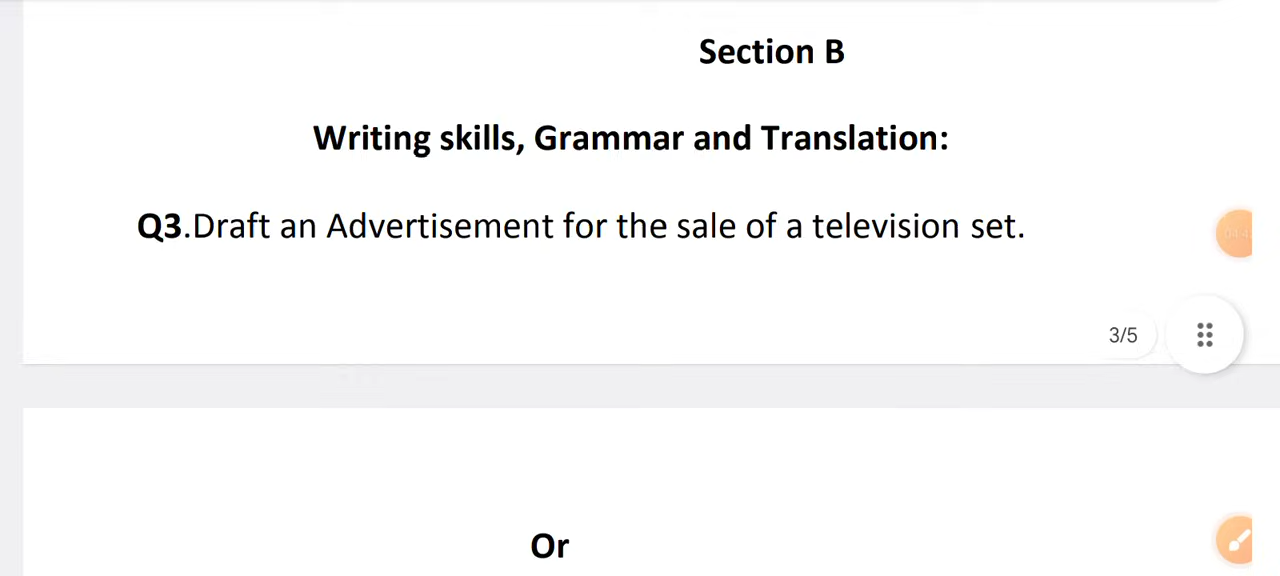 Section B
Writing skills, Grammar and Translation:
Q3.Draft an Advertisement for the sale of a television set.
3/5
Or